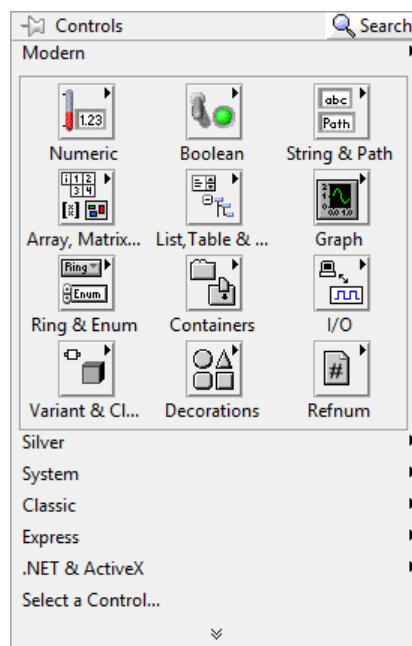 Controls Search
Modern
1.23 abc Path
Numeric Boolean String & Path
Array, Matrix... List, Table & ... Graph
Ring Enum
Ring & Enum Containers I/O
#
Variant & Cl... Decorations Refnum
Silver
System
Classic
Express
.NET & ActiveX
Select a Control...